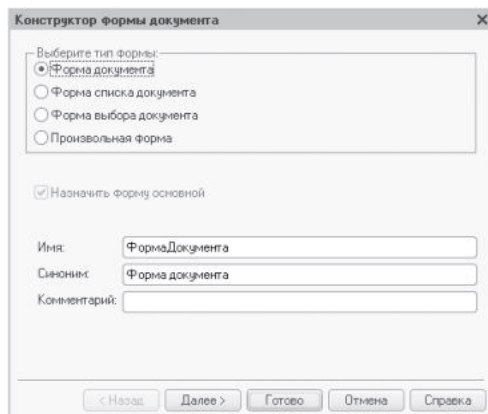 Конструктор формы документа
Выберите тип формы:
Форма документа
Форма списка документа
Форма выбора документа
Произвольная форма
Назначить форму основной
Имя: ФормаДокумента
Синоним: Форма документа
Комментарий:
< Назад Далее > Готово Отмена Справка